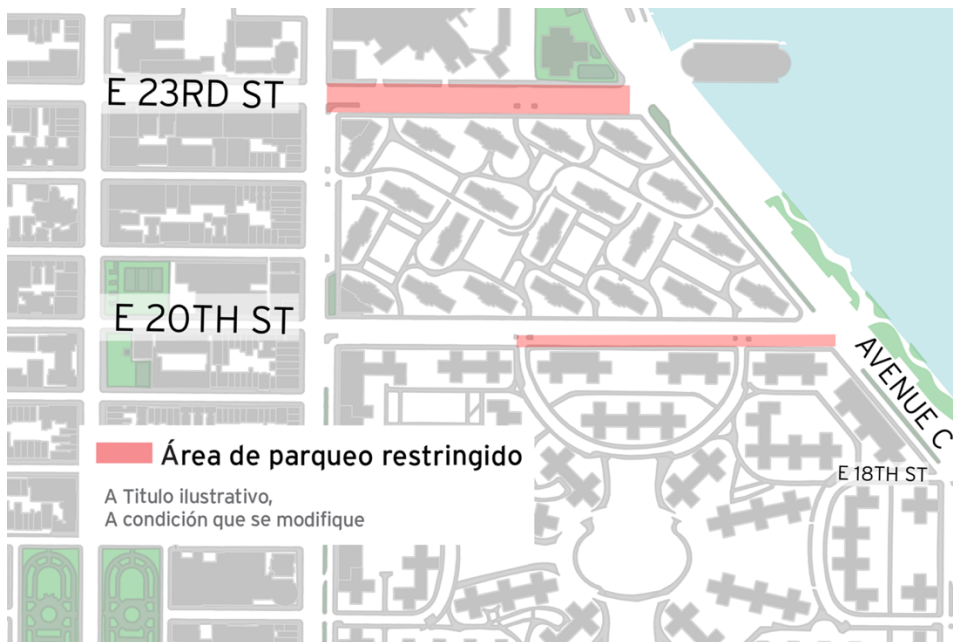 E 23RD ST
E 20TH ST
AVENUE C
Área de parqueo restringido
E 18TH ST
A Titulo ilustrativo,
A condición que se modifique